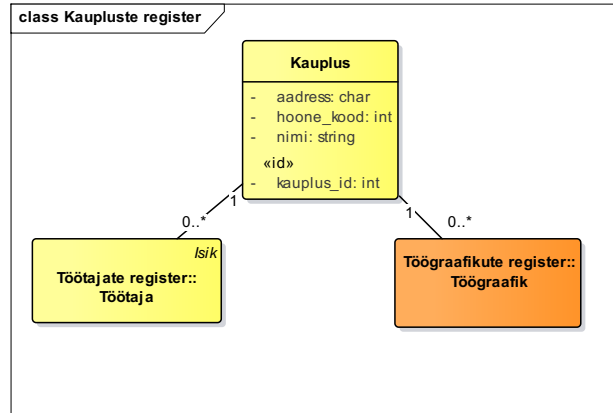 class Kaupluste register
Kauplus
- aadress: char
- hoone_kood: int
- nimi: string
«id»
- kauplus_id: int
1
1
0..*
0..*
Isik
Töötajate register::
Töötaja
Töögraafikute register::
Töögraafik